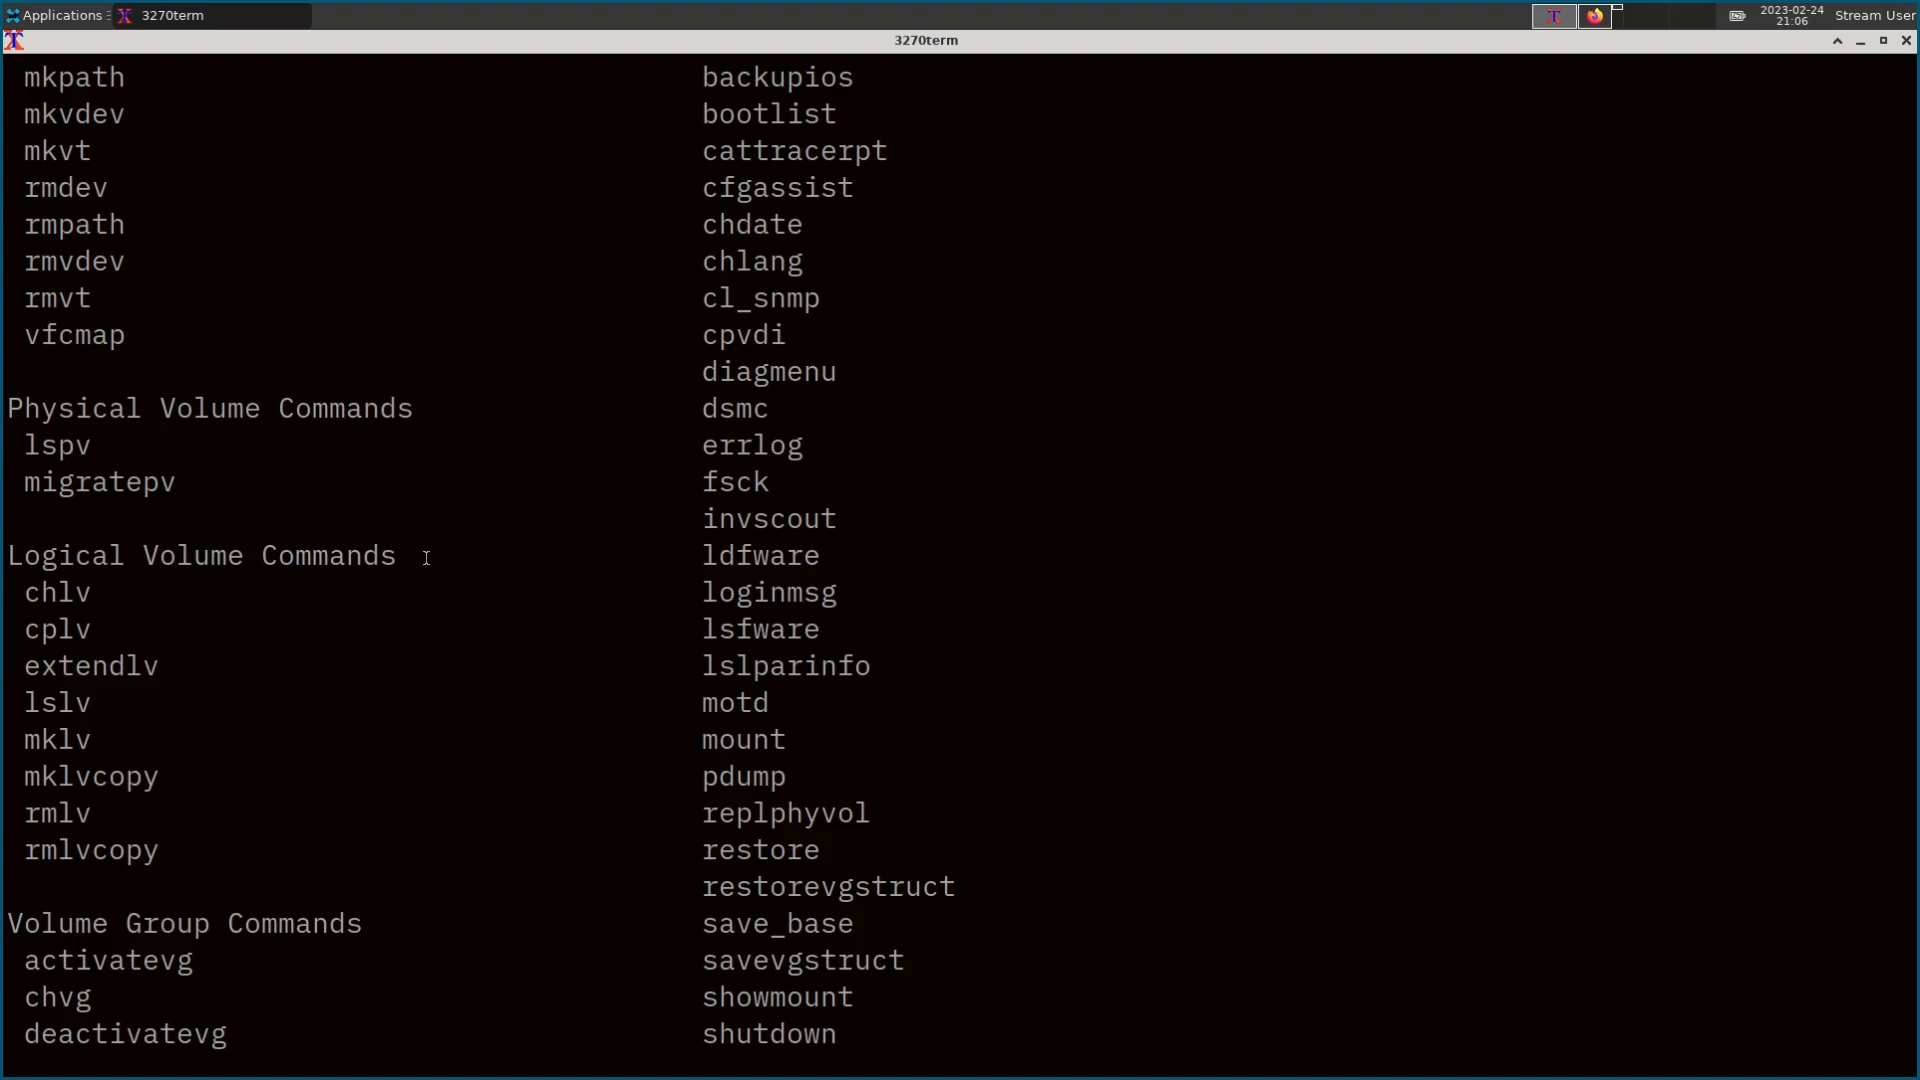 Applications
3270term
2023-02-24
21:06
Stream User
3270term
mkpath
mkvdev
mkvt
rmdev
rmpath
rmvdev
rmvt
vfcmap
Physical Volume Commands
lspv
migratepv
Logical Volume Commands
chlv
cplv
extendlv
lslv
mklv
mklvcopy
rmlv
rmlvcopy
Volume Group Commands
activatevg
chvg
deactivatevg
backupios
bootlist
cattracerpt
cfgassist
chdate
chlang
cl_snmp
cpvdi
diagmenu
dsmc
errlog
fsck
invscout
ldfware
loginmsg
lsfware
lslparinfo
motd
mount
pdump
replphyvol
restore
restorevgstruct
save_base
savevgstruct
showmount
shutdown